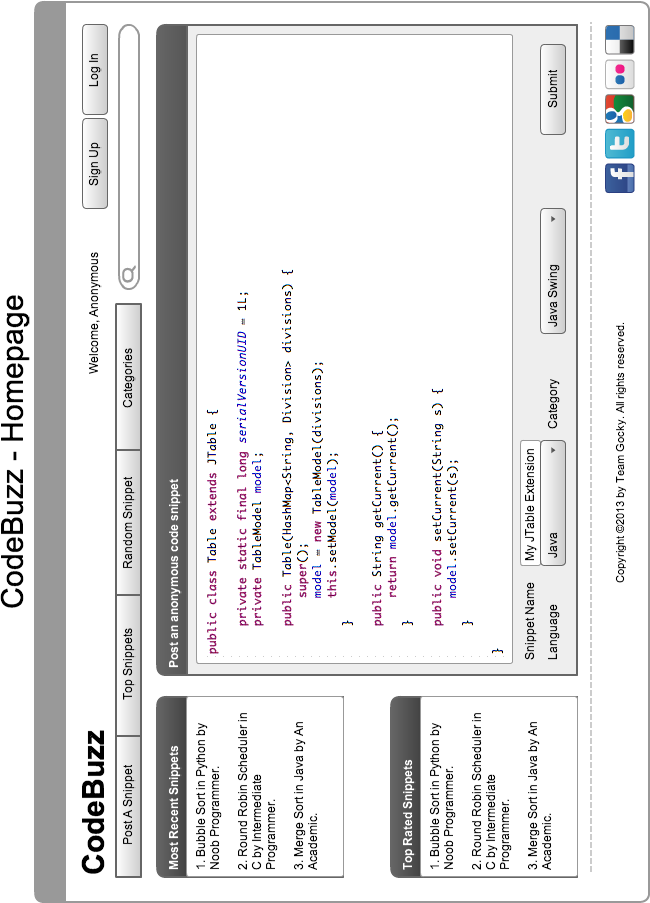 CodeBuzz - Homepage
CodeBuzz
Welcome, Anonymous
Sign Up
Log In
Post A Snippet
Top Snippets
Random Snippet
Categories
Most Recent Snippets
1. Bubble Sort in Python by
Noob Programmer.
2. Round Robin Scheduler in
C by Intermediate
Programmer.
3. Merge Sort in Java by An
Academic.
Top Rated Snippets
1. Bubble Sort in Python by
Noob Programmer.
2. Round Robin Scheduler in
C by Intermediate
Programmer.
3. Merge Sort in Java by An
Academic.
Post an anonymous code snippet
public class Table extends JTable {
private static final long serialVersionUID = 1L;
private TableModel model;
public Table(HashMap<String, Division> divisions) {
super();
model = new TableModel(divisions);
this.setModel(model);
}
public String getCurrent() {
return model.getCurrent();
}
public void setCurrent(String s) {
model.setCurrent(s);
}
}
Snippet Name
My JTable Extension
Language
Java
Category
Java Swing
Submit
Copyright ©2013 by Team Gocky. All rights reserved.
f
t
g